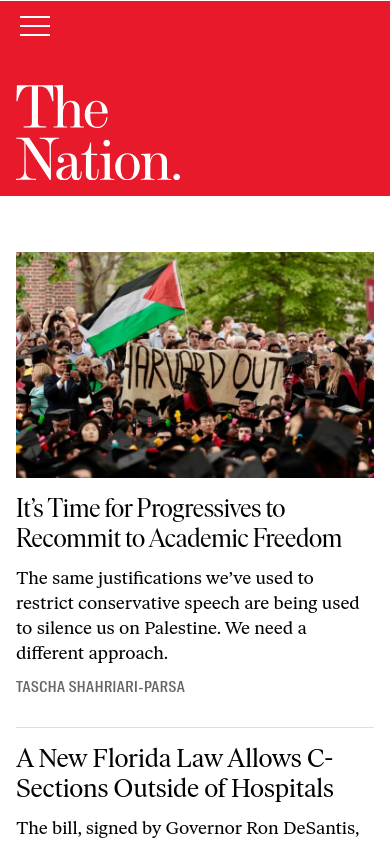 The
Nation.
HARVARD OUT
It’s Time for Progressives to
Recommit to Academic Freedom
The same justifications we’ve used to
restrict conservative speech are being used
to silence us on Palestine. We need a
different approach.
TASCHA SHAHRIARI-PARSA
A New Florida Law Allows C-
Sections Outside of Hospitals
The bill, signed by Governor Ron DeSantis,